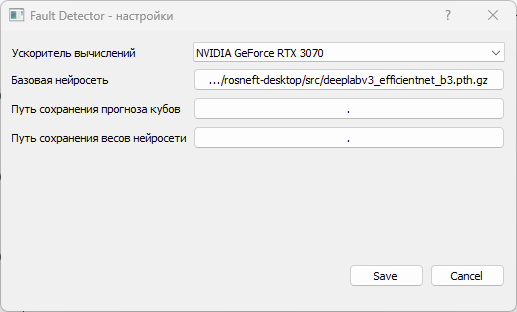 Fault Detector - настройки
Ускоритель вычислений NVIDIA GeForce RTX 3070
Базовая нейросеть .../rosneft-desktop/src/deeplabv3_efficientnet_b3.pth.gz
Путь сохранения прогноза кубов .
Путь сохранения весов нейросети .
Save Cancel